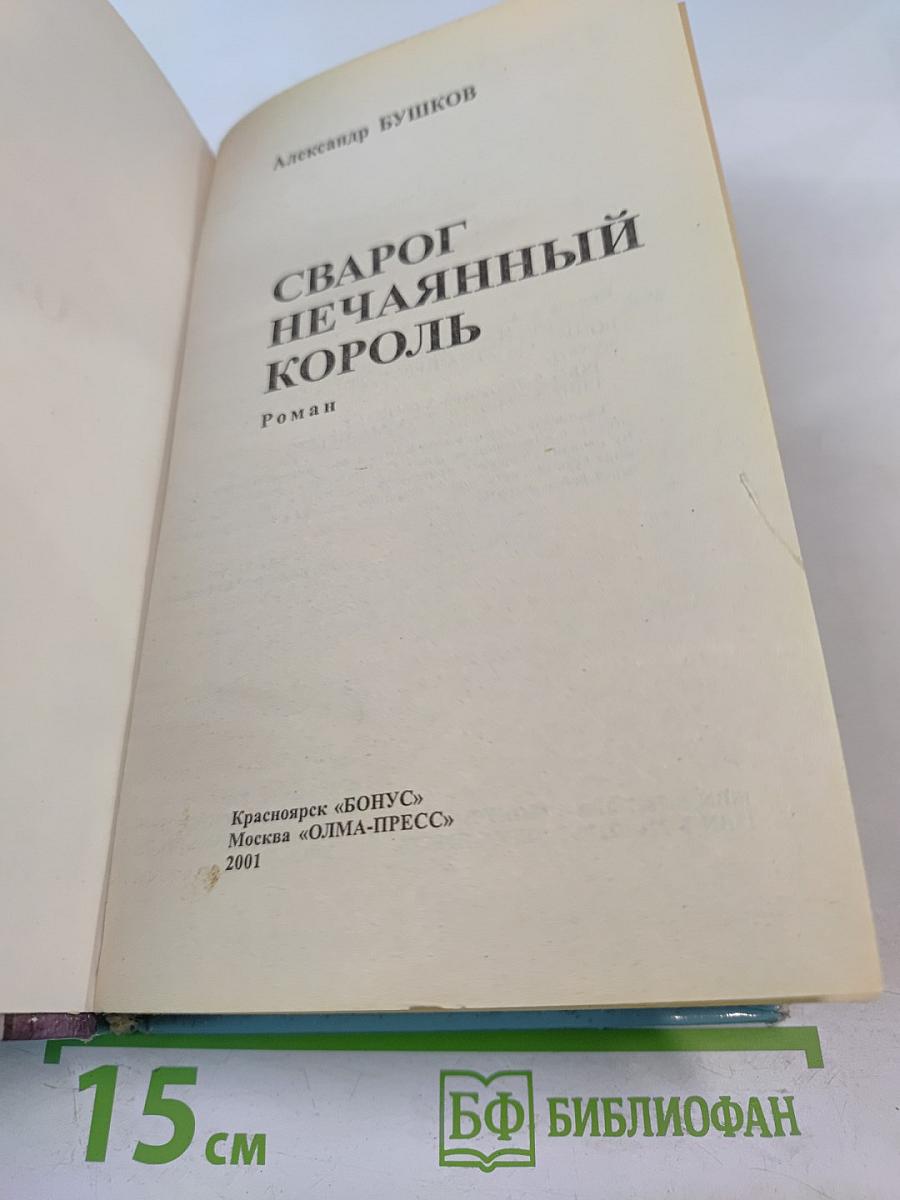 Александр БУШКОВ
СВАРОГ
НЕЧАЯННЫЙ
КОРОЛЬ
Роман
Красноярск «БОНУС»
Москва «ОЛМА-ПРЕСС»
2001
15 см
БФ БИБЛИОФАН